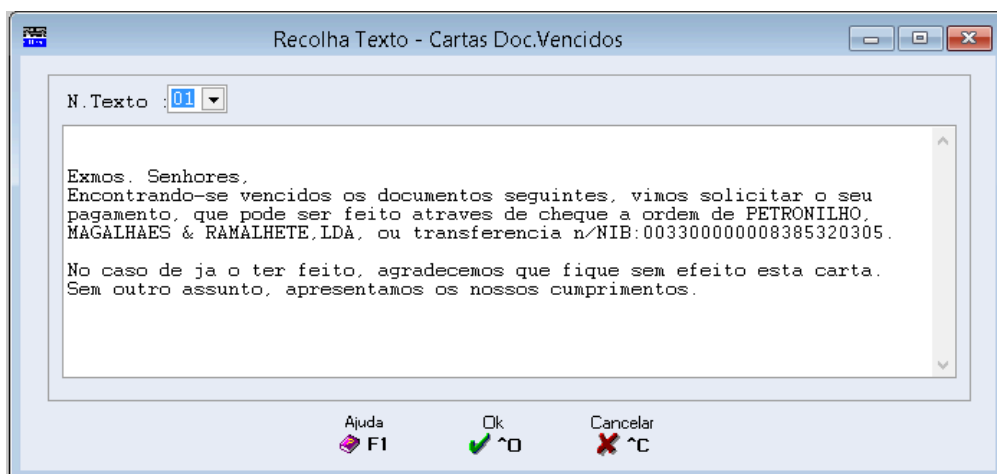 Recolha Texto - Cartas Doc.Vencidos
N.Texto :01
Exmos. Senhores,
Encontrando-se vencidos os documentos seguintes, vimos solicitar o seu
pagamento, que pode ser feito atraves de cheque a ordem de PETRONILHO,
MAGALHAES & RAMALHETE,LDA, ou transferencia n/NIB:003300000008385320305.
No caso de ja o ter feito, agradecemos que fique sem efeito esta carta.
Sem outro assunto, apresentamos os nossos cumprimentos.
Ajuda Ok Cancelar
F1 ^O ^C